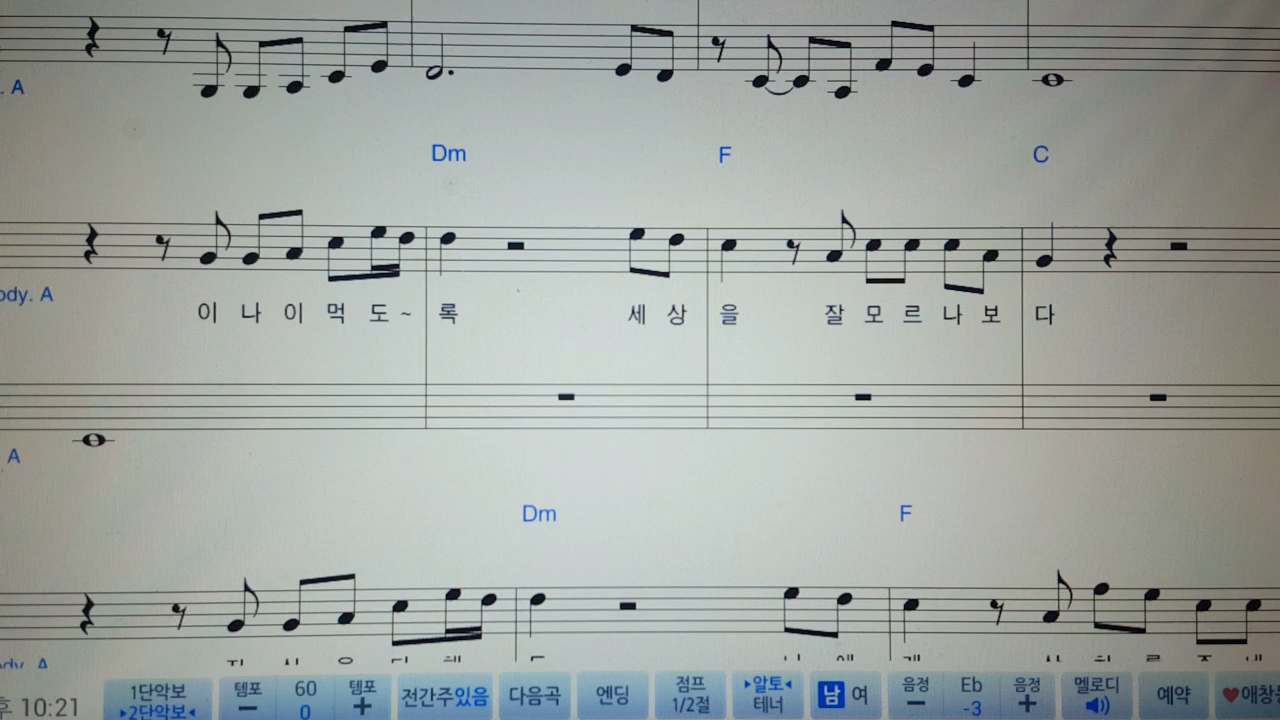 . A
Dm F C
ody. A
이 나 이 먹 도 ~ 록 세 상 을 잘 모 르 나 보 다
A
Dm F
dy. A
1단악보
▸2단악보◂
템포
−
60
0
템포
+
전간주있음
다음곡
엔딩
점프
1/2절
▸알토◂
테너
남 여
음정
−
Eb
-3
음정
+
멜로디
예약
♥애창
후 10:21